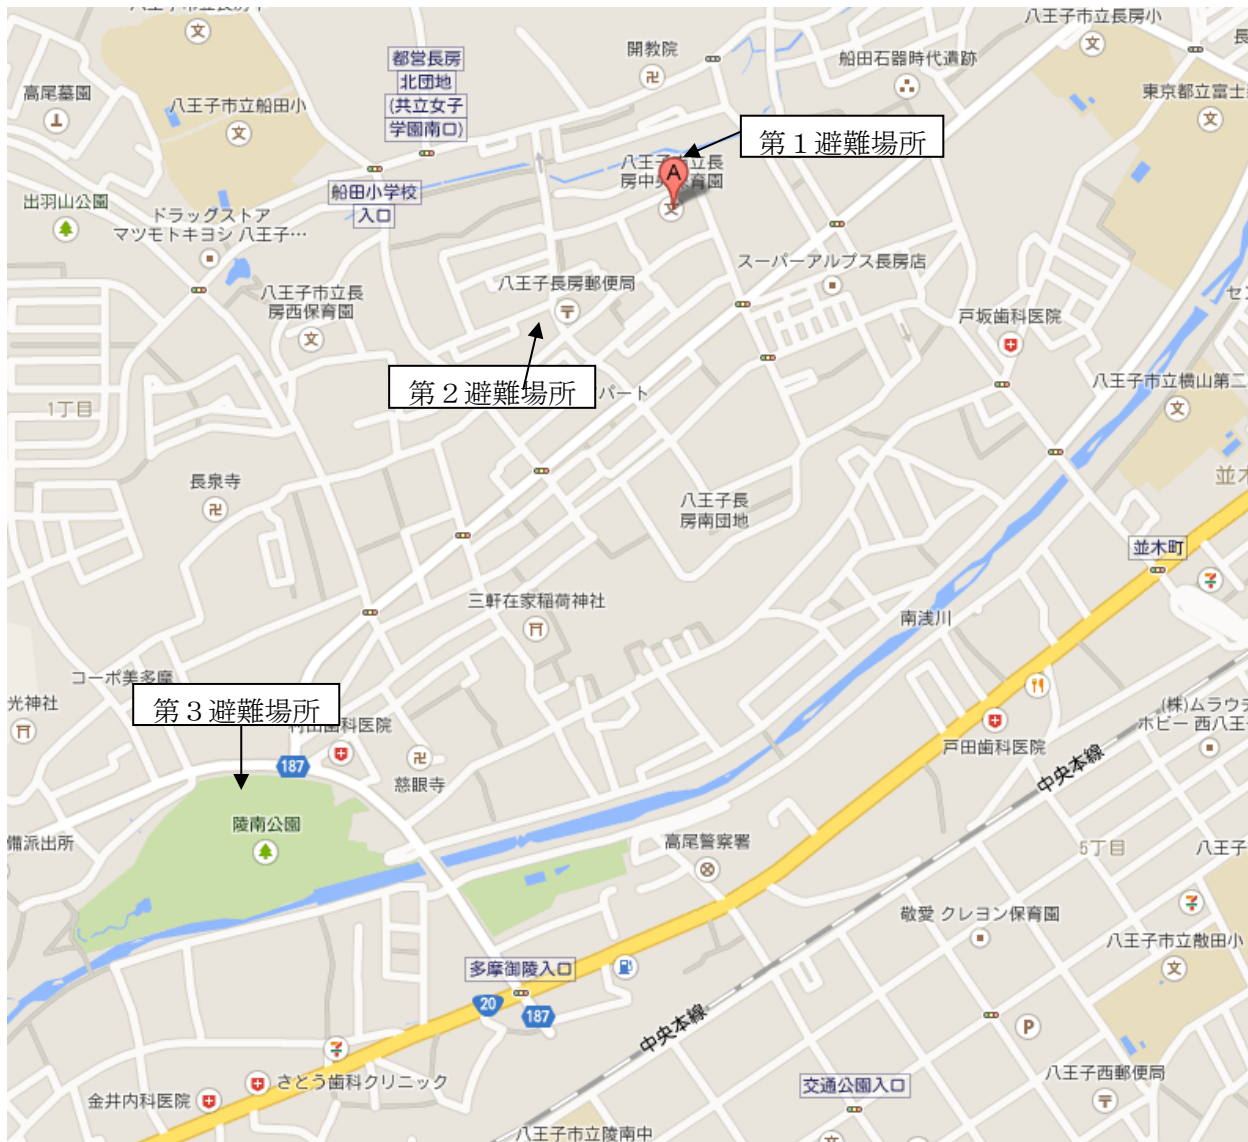 八王子市立長房小
開教院
船田石器時代遺跡
都営長房
北団地
(共立女子
学園南口)
高尾墓園
八王子市立船田小
東京都立富士
第１避難場所
八王子市立長
房中央保育園
A
船田小学校
入口
出羽山公園
ドラッグストア
マツモトキヨシ 八王子…
スーパーアルプス長房店
八王子長房郵便局
八王子市立長
房西保育園
戸坂歯科医院
第２避難場所
パート
1丁目
八王子市立横山第二
長泉寺
八王子長
房南団地
並木町
三軒在家稲荷神社
南浅川
コーポ美多摩
光神社
第３避難場所
村田歯科医院
(株)ムラウチ
ホビー 西八王子
戸田歯科医院
中央本線
187
慈眼寺
陵南公園
備派出所
高尾警察署
5丁目
八王子
敬愛 クレヨン保育園
八王子市立散田小
多摩御陵入口
20
187
中央本線
P
さとう歯科クリニック
金井内科医院
交通公園入口
八王子西郵便局
八王子市立陵南中